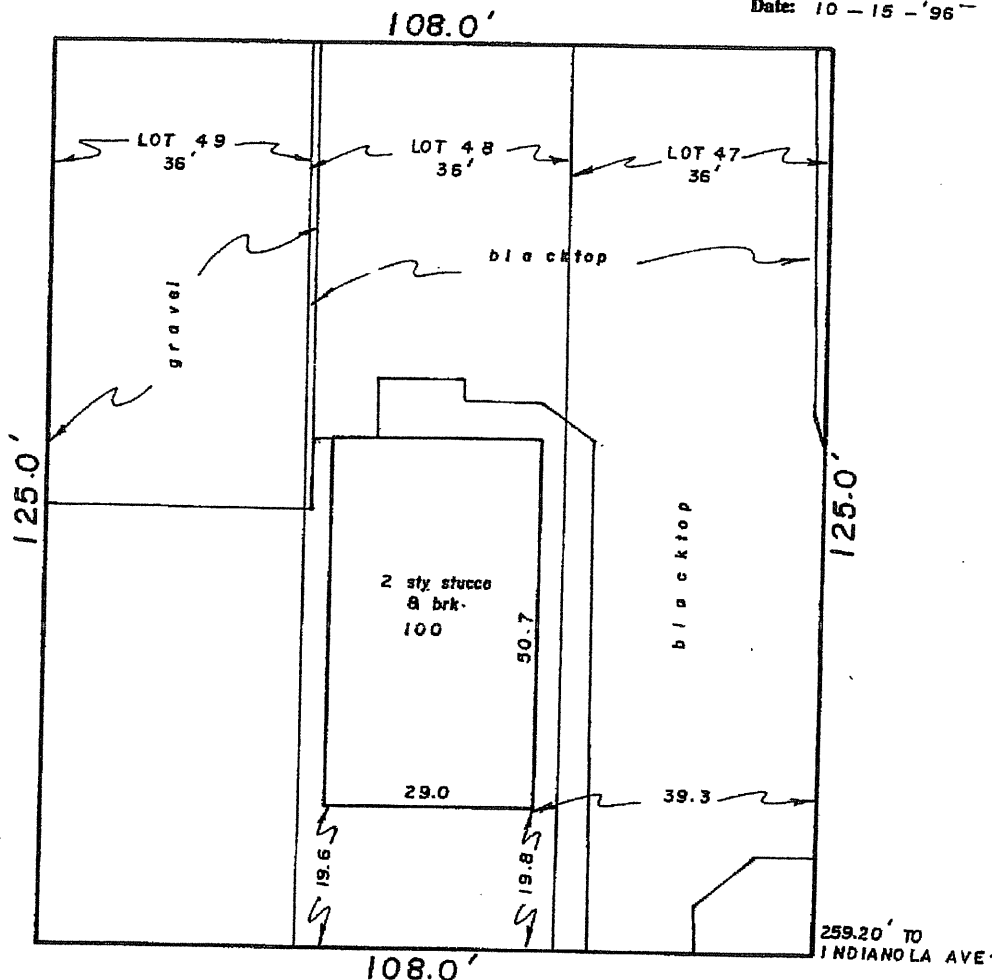 Date: 10 - 15 - '96
108.0'
LOT 49
36'
LOT 48
36'
LOT 47
36'
blacktop
gravel
125.0'
125.0'
blacktop
2 sty stucco
& brk.
100
50.7
29.0
39.3
19.6
19.8
108.0'
259.20' TO
INDIANOLA AVE.